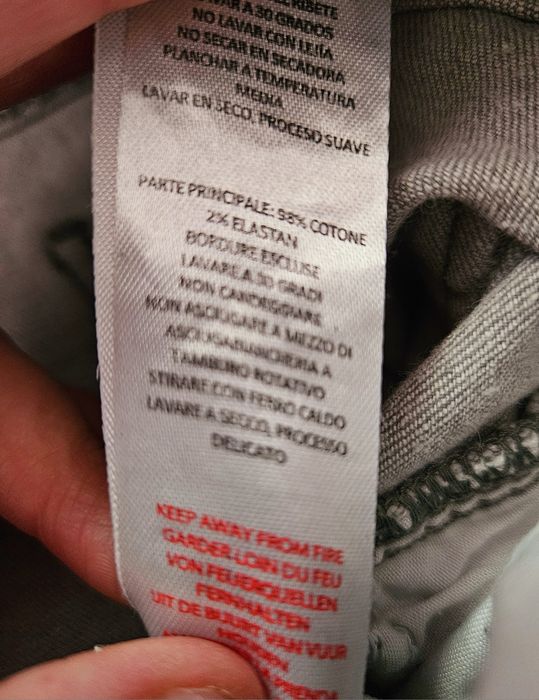 LAVAR A 30 GRADOS
NO LAVAR CON LEJÍA
NO SECAR EN SECADORA
PLANCHAR A TEMPERATURA
MEDIA
LAVAR EN SECO, PROCESO SUAVE
PARTE PRINCIPALE: 98% COTONE
2% ELASTAN
BORDURE ESCLUSE
LAVARE A 30 GRADI
NON CANDEGGIARE
NON ASCIUGARE A MEZZO DI
ASCIUGABIANCHERIA A
TAMBURO ROTATIVO
STIRARE CON FERRO CALDO
LAVARE A SECCO, PROCESSO
DELICATO
KEEP AWAY FROM FIRE
GARDER LOIN DU FEU
VON FEUERQUELLEN
FERNHALTEN
UIT DE BUURT VAN VUUR